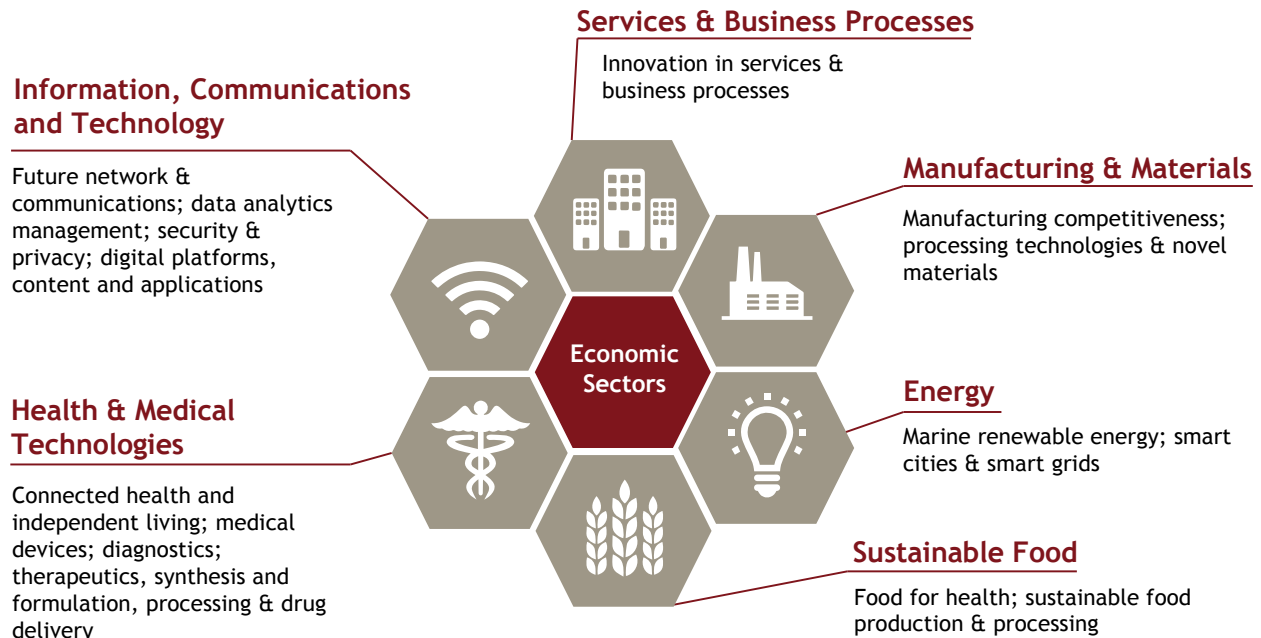 Services & Business Processes
Innovation in services &
business processes
Information, Communications
and Technology
Future network &
communications; data analytics
management; security &
privacy; digital platforms,
content and applications
Manufacturing & Materials
Manufacturing competitiveness;
processing technologies & novel
materials
Economic
Sectors
Energy
Marine renewable energy; smart
cities & smart grids
Health & Medical
Technologies
Connected health and
independent living; medical
devices; diagnostics;
therapeutics, synthesis and
formulation, processing & drug
delivery
Sustainable Food
Food for health; sustainable food
production & processing